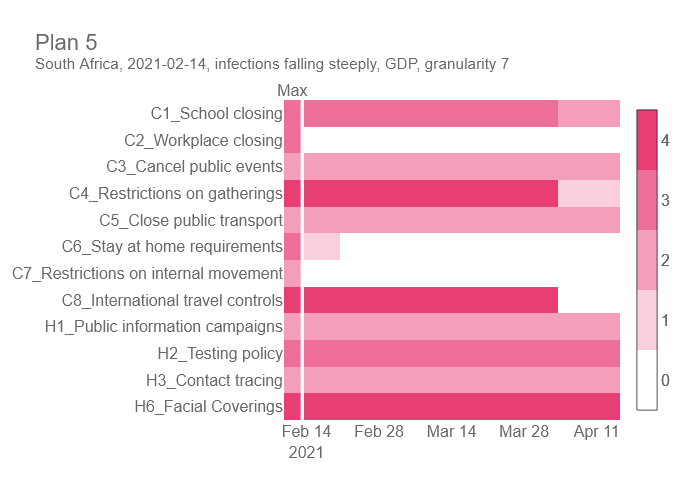 Plan 5
South Africa, 2021-02-14, infections falling steeply, GDP, granularity 7
Max
C1_School closing
C2_Workplace closing
C3_Cancel public events
C4_Restrictions on gatherings
C5_Close public transport
C6_Stay at home requirements
C7_Restrictions on internal movement
C8_International travel controls
H1_Public information campaigns
H2_Testing policy
H3_Contact tracing
H6_Facial Coverings
4
3
2
1
0
Feb 14 Feb 28 Mar 14 Mar 28 Apr 11
2021